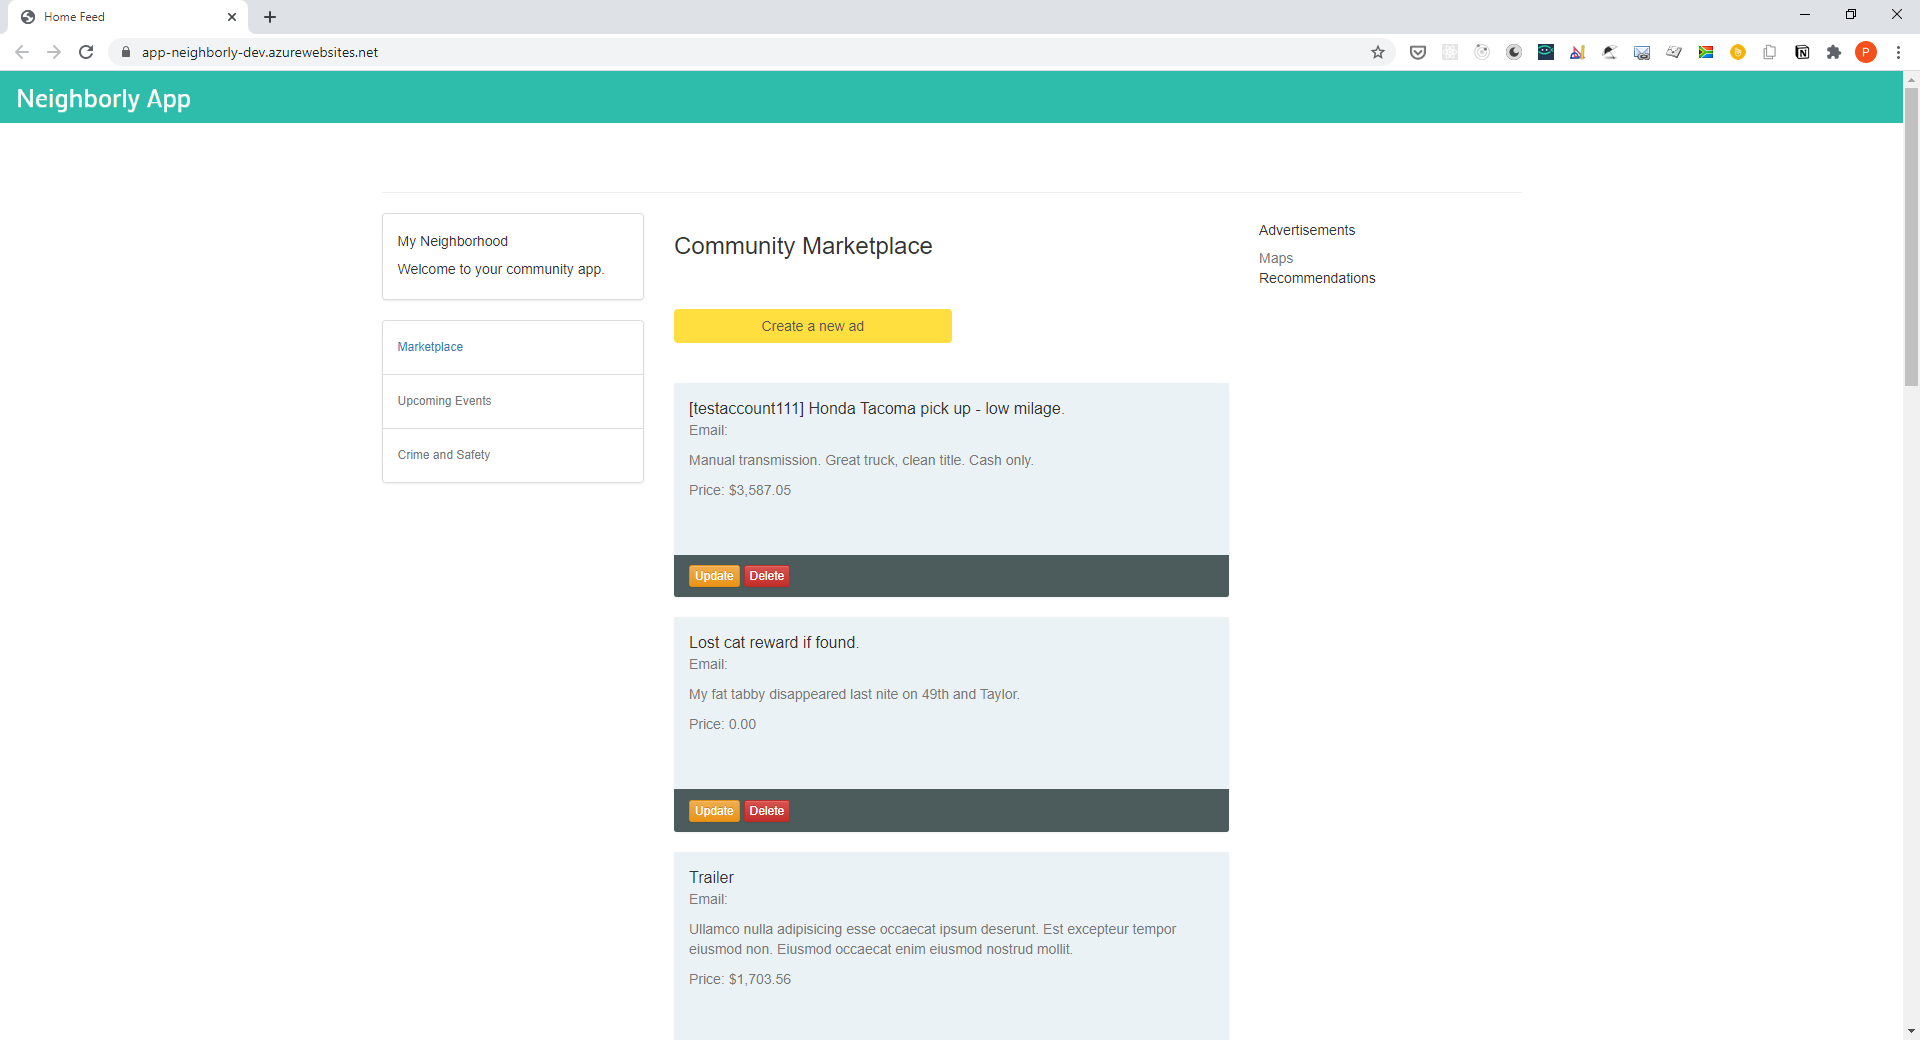 Home Feed
app-neighborly-dev.azurewebsites.net
P
Neighborly App
My Neighborhood
Welcome to your community app.
Marketplace
Upcoming Events
Crime and Safety
Community Marketplace
Create a new ad
[testaccount111] Honda Tacoma pick up - low milage.
Email:
Manual transmission. Great truck, clean title. Cash only.
Price: $3,587.05
Update Delete
Lost cat reward if found.
Email:
My fat tabby disappeared last nite on 49th and Taylor.
Price: 0.00
Update Delete
Trailer
Email:
Ullamco nulla adipisicing esse occaecat ipsum deserunt. Est excepteur tempor
eiusmod non. Eiusmod occaecat enim eiusmod nostrud mollit.
Price: $1,703.56
Advertisements
Maps
Recommendations